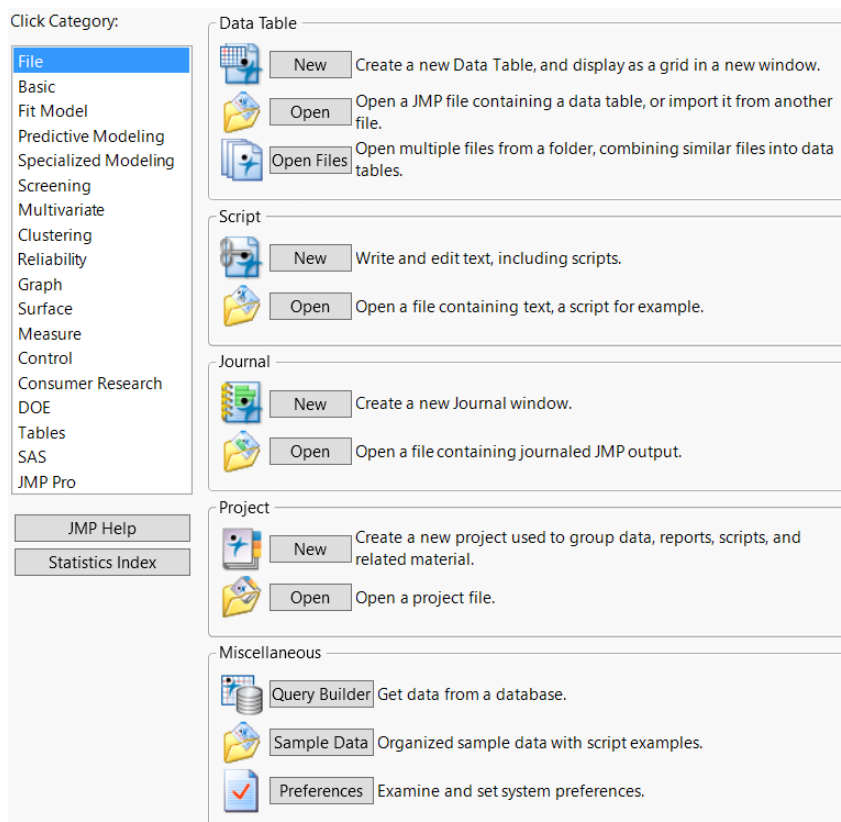 Click Category:
File
Basic
Fit Model
Predictive Modeling
Specialized Modeling
Screening
Multivariate
Clustering
Reliability
Graph
Surface
Measure
Control
Consumer Research
DOE
Tables
SAS
JMP Pro
JMP Help
Statistics Index
Data Table
New Create a new Data Table, and display as a grid in a new window.
Open Open a JMP file containing a data table, or import it from another
file.
Open Files Open multiple files from a folder, combining similar files into data
tables.
Script
New Write and edit text, including scripts.
Open Open a file containing text, a script for example.
Journal
New Create a new Journal window.
Open Open a file containing journaled JMP output.
Project
New Create a new project used to group data, reports, scripts, and
related material.
Open Open a project file.
Miscellaneous
Query Builder Get data from a database.
Sample Data Organized sample data with script examples.
Preferences Examine and set system preferences.